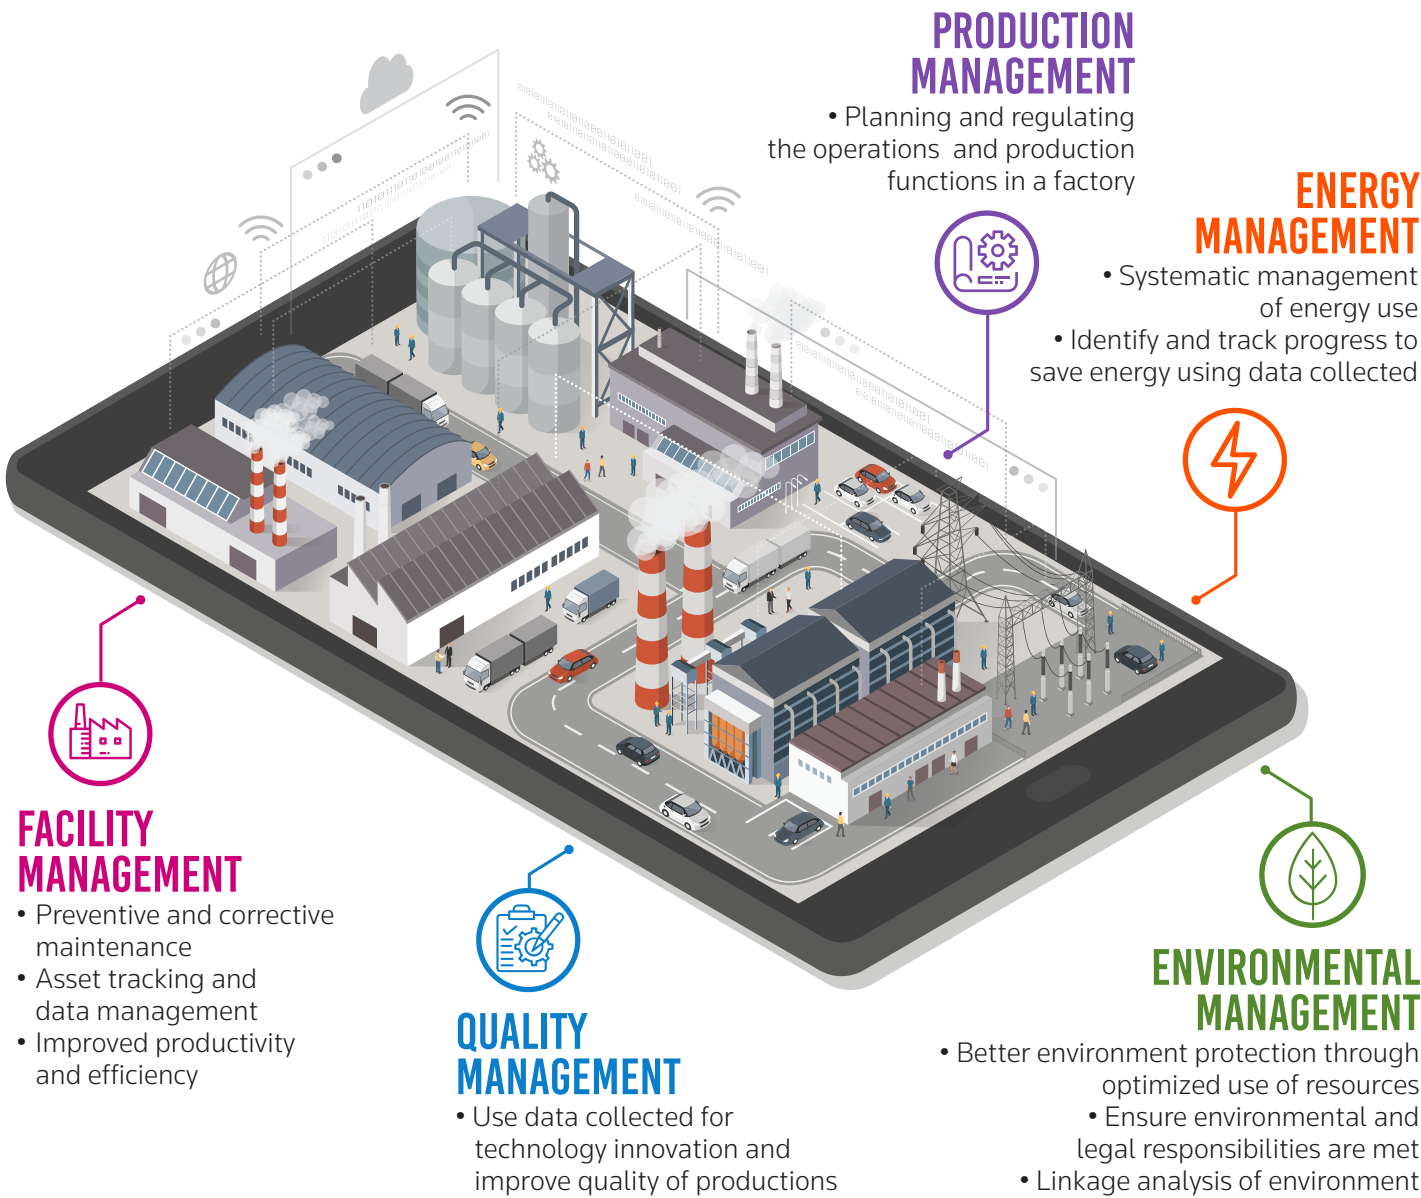 PRODUCTION
MANAGEMENT
• Planning and regulating
the operations and production
functions in a factory
ENERGY
MANAGEMENT
• Systematic management
of energy use
• Identify and track progress to
save energy using data collected
FACILITY
MANAGEMENT
• Preventive and corrective
maintenance
• Asset tracking and
data management
• Improved productivity
and efficiency
QUALITY
MANAGEMENT
• Use data collected for
technology innovation and
improve quality of productions
ENVIRONMENTAL
MANAGEMENT
• Better environment protection through
optimized use of resources
• Ensure environmental and
legal responsibilities are met
• Linkage analysis of environment